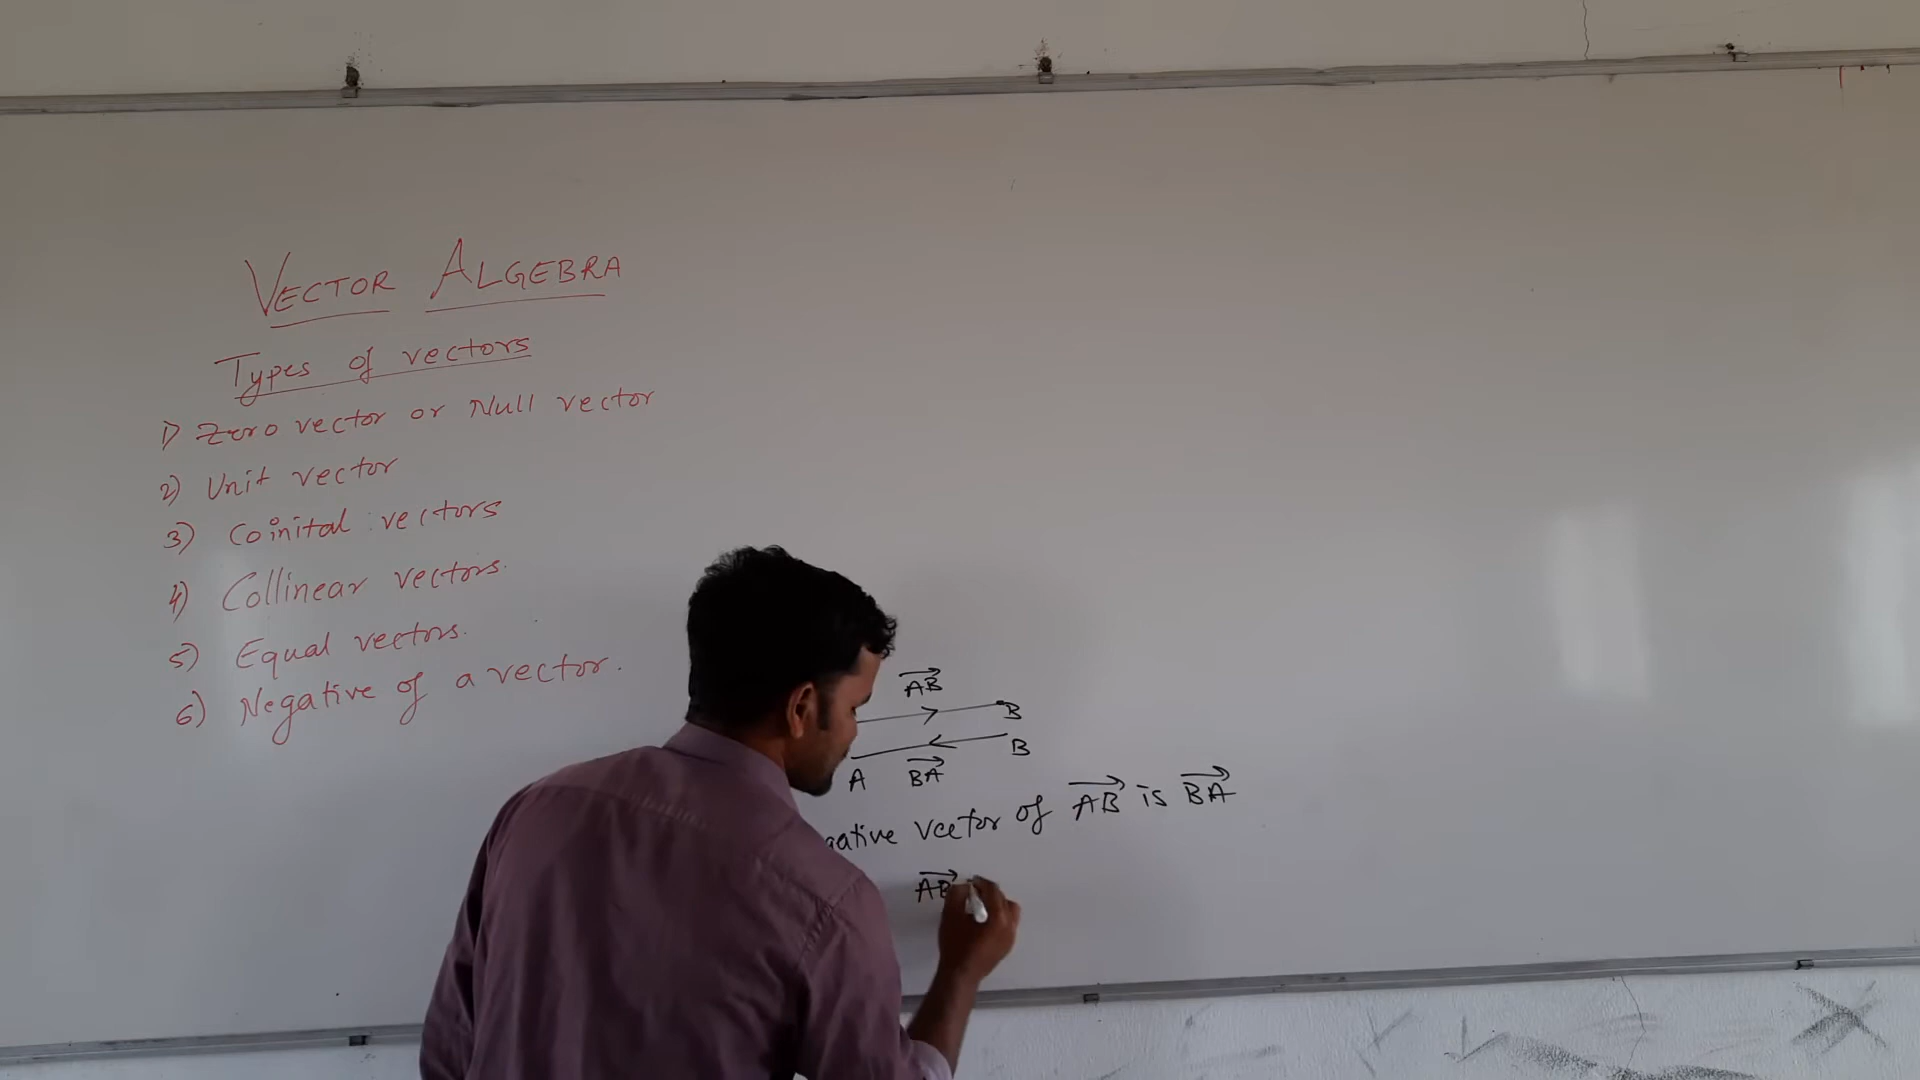 VECTOR ALGEBRA
Types of vectors
1) Zero vector or Null vector
2) Unit vector
3) Coinital vectors
4) Collinear vectors.
5) Equal vectors.
6) Negative of a vector.
AB
B
B
A BA
vector of AB is BA
AB